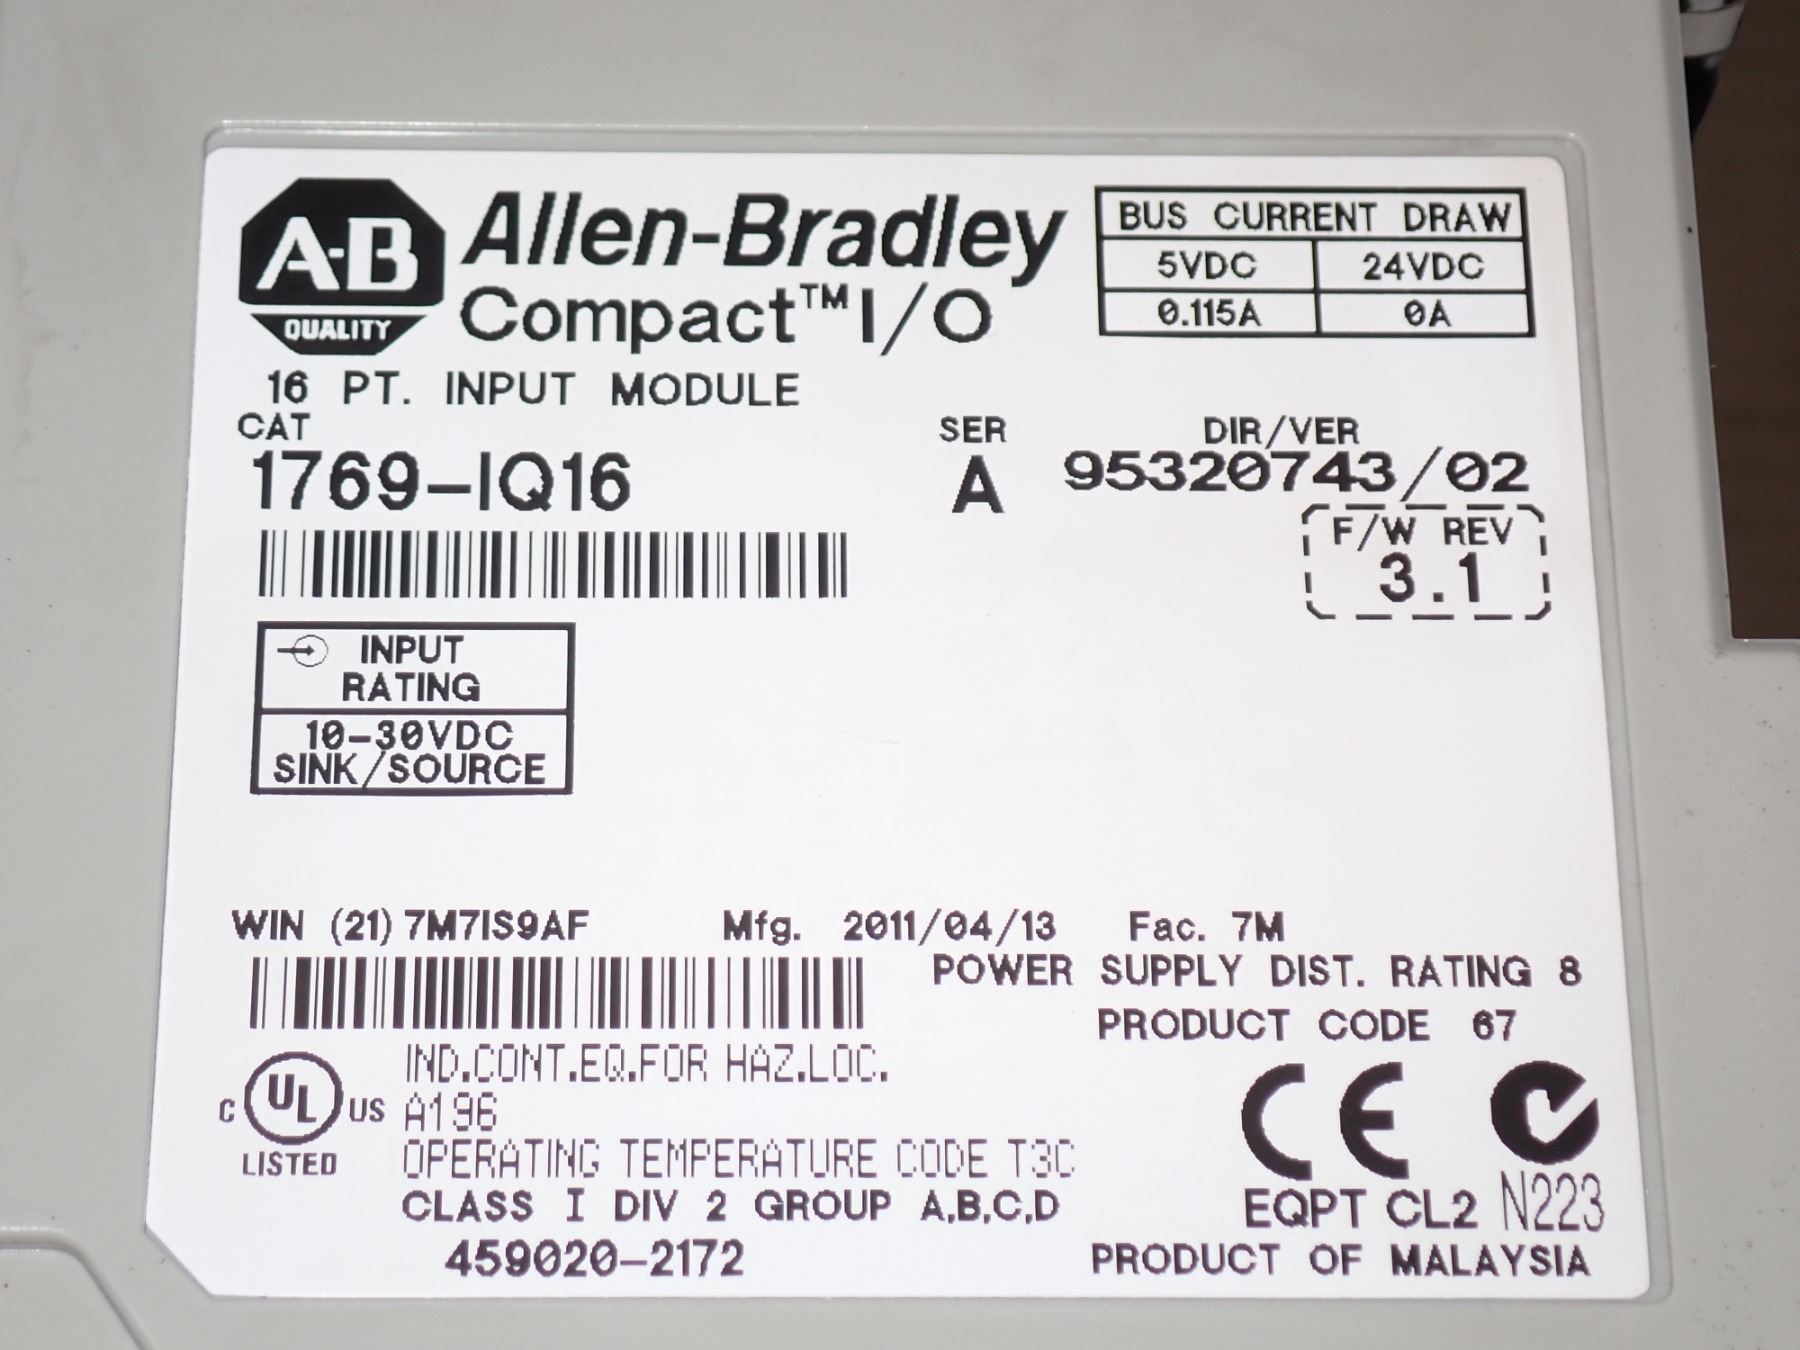 A-B
QUALITY
Allen-Bradley
Compact™ I/O
BUS CURRENT DRAW
5VDC 24VDC
0.115A 0A
16 PT. INPUT MODULE
CAT
1769-IQ16
SER
A
DIR/VER
95320743/02
F/W REV
3.1
INPUT
RATING
10-30VDC
SINK/SOURCE
WIN (21) 7M7IS9AF Mfg. 2011/04/13 Fac. 7M
POWER SUPPLY DIST. RATING 8
PRODUCT CODE 67
C UL US
LISTED
IND.CONT.EQ.FOR HAZ.LOC.
A196
OPERATING TEMPERATURE CODE T3C
CLASS I DIV 2 GROUP A,B,C,D
459020-2172
CE
EQPT CL2 N223
PRODUCT OF MALAYSIA